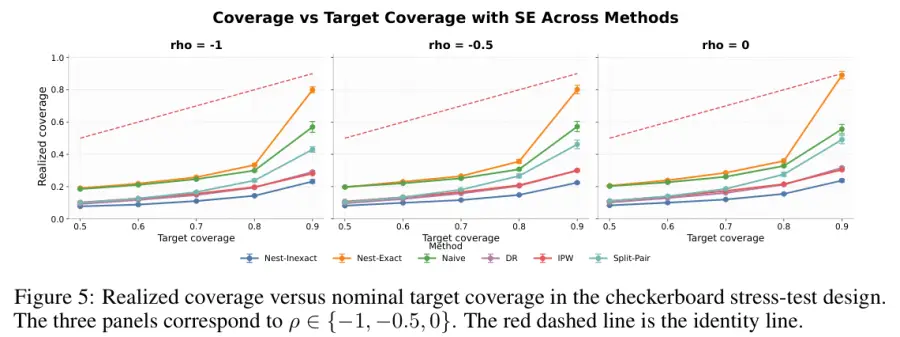 Coverage vs Target Coverage with SE Across Methods
rho = -1
rho = -0.5
rho = 0
Realized coverage
1.0
0.8
0.6
0.4
0.2
0.0
0.5 0.6 0.7 0.8 0.9
0.5 0.6 0.7 0.8 0.9
0.5 0.6 0.7 0.8 0.9
Target coverage
Target coverage
Target coverage
Method
Nest-Inexact Nest-Exact Naive DR IPW Split-Pair
Figure 5: Realized coverage versus nominal target coverage in the checkerboard stress-test design.
The three panels correspond to ρ ∈ {−1, −0.5, 0}. The red dashed line is the identity line.